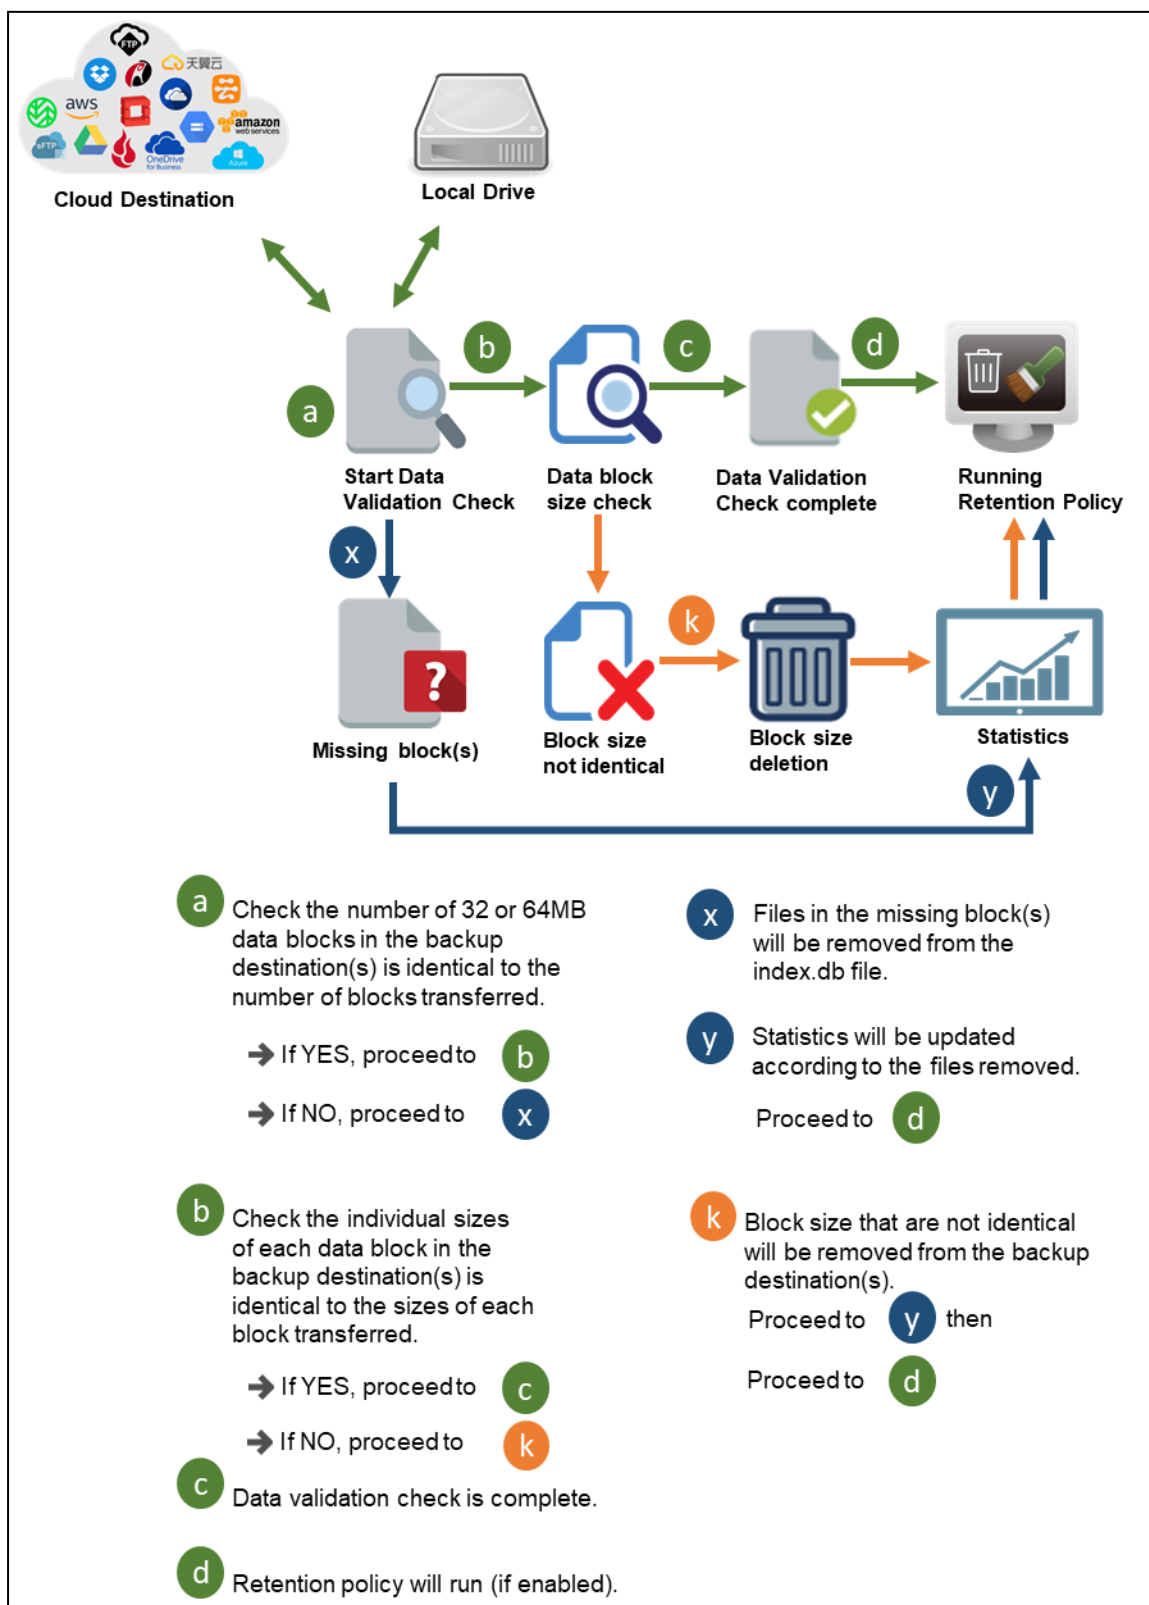 FTP
天翼云
aws
amazon
web services
sFTP
OneDrive
for Business
Azure
Cloud Destination
Local Drive
a
b
c
d
Start Data
Validation Check
Data block
size check
Data Validation
Check complete
Running
Retention Policy
x
k
?
Missing block(s)
Block size
not identical
Block size
deletion
Statistics
y
a
Check the number of 32 or 64MB
data blocks in the backup
destination(s) is identical to the
number of blocks transferred.
➔ If YES, proceed to b
➔ If NO, proceed to x
b
Check the individual sizes
of each data block in the
backup destination(s) is
identical to the sizes of each
block transferred.
➔ If YES, proceed to c
➔ If NO, proceed to k
c Data validation check is complete.
d Retention policy will run (if enabled).
x
Files in the missing block(s)
will be removed from the
index.db file.
y
Statistics will be updated
according to the files removed.
Proceed to d
k
Block size that are not identical
will be removed from the backup
destination(s).
Proceed to y then
Proceed to d